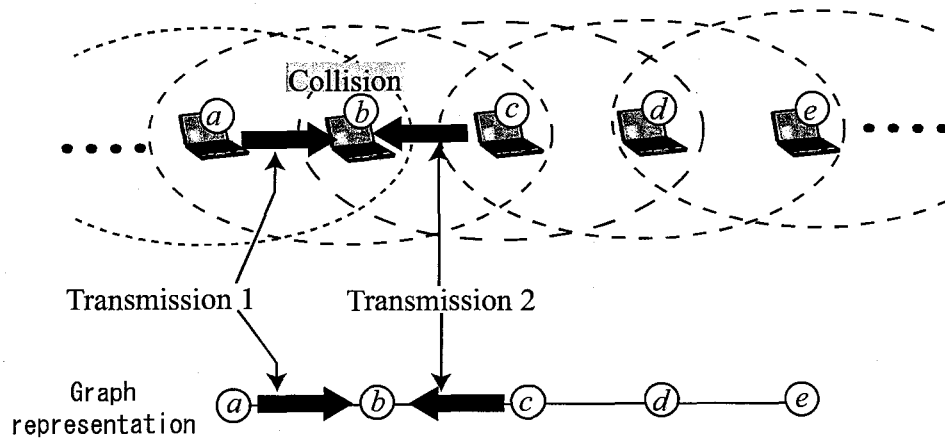 Collision
a
b
c
d
e
Transmission 1
Transmission 2
Graph
representation
a
b
c
d
e